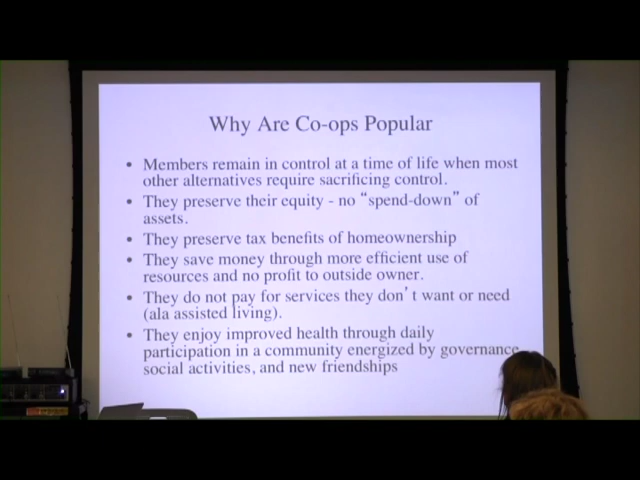 Why Are Co-ops Popular
• Members remain in control at a time of life when most
other alternatives require sacrificing control.
• They preserve their equity - no “spend-down” of
assets.
• They preserve tax benefits of homeownership
• They save money through more efficient use of
resources and no profit to outside owner.
• They do not pay for services they don’t want or need
(ala assisted living).
• They enjoy improved health through daily
participation in a community energized by governance
social activities, and new friendships